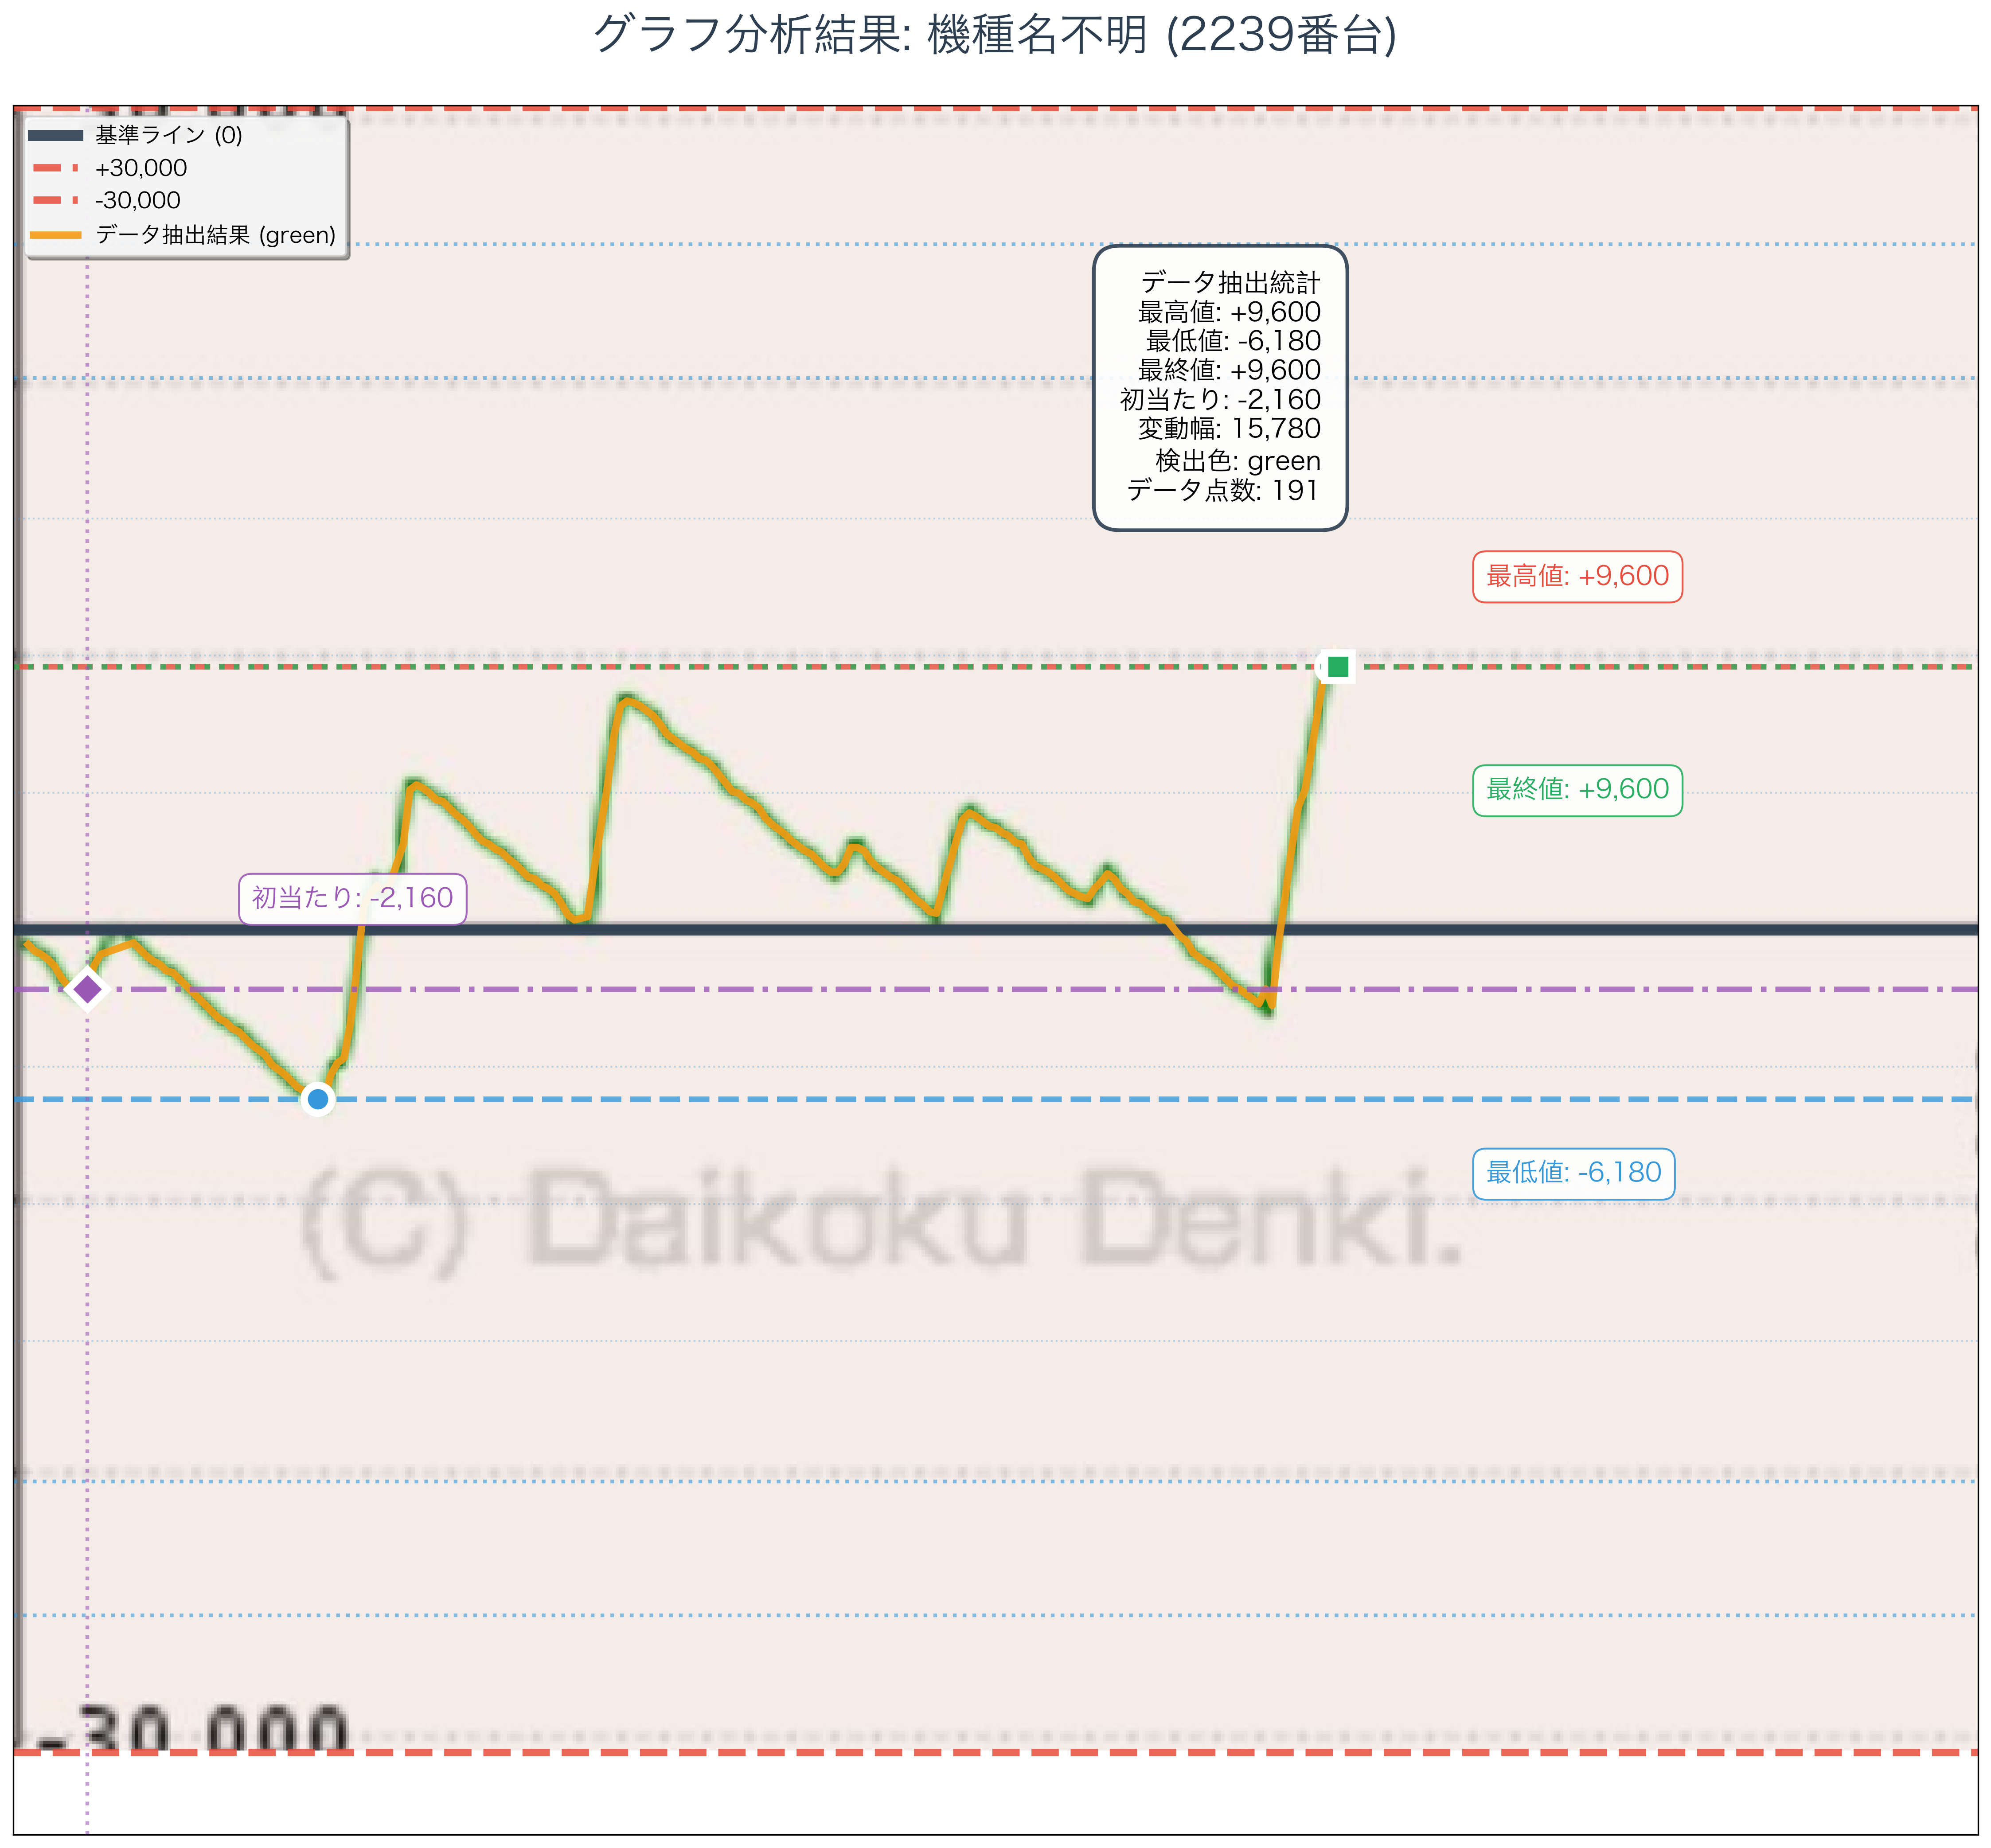 グラフ分析結果: 機種名不明 (2239番台)
基準ライン (0)
+30,000
-30,000
データ抽出結果 (green)
データ抽出統計
最高値: +9,600
最低値: -6,180
最終値: +9,600
初当たり: -2,160
変動幅: 15,780
検出色: green
データ点数: 191
最高値: +9,600
最終値: +9,600
初当たり: -2,160
最低値: -6,180
(C) Daikoku Denki.
-30,000